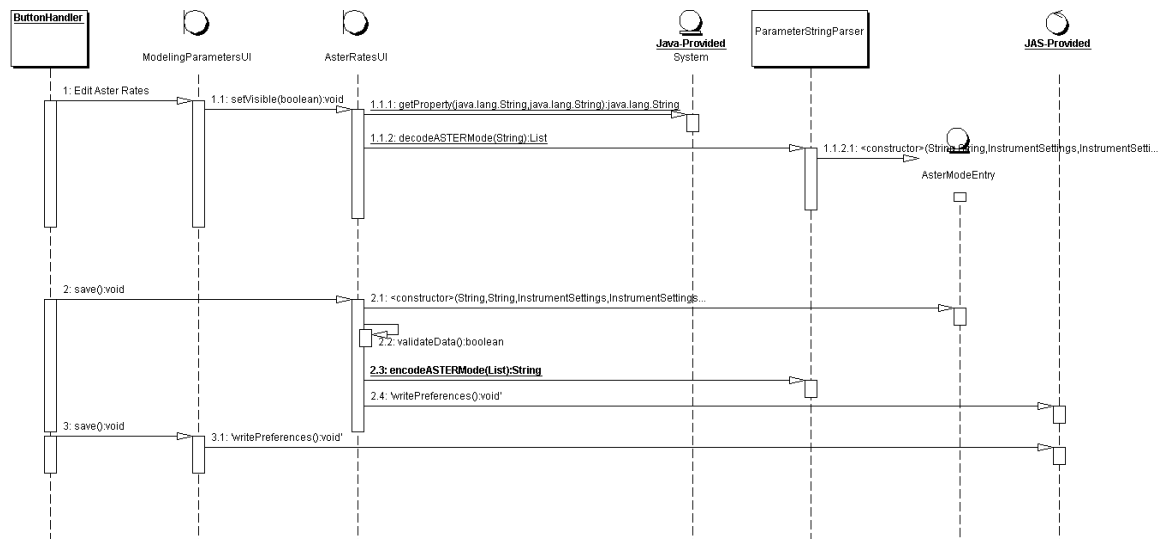 ButtonHandler
ModelingParametersUI
AsterRatesUI
Java-Provided
System
ParameterStringParser
JAS-Provided
1: Edit Aster Rates
1.1: setVisible(boolean):void
1.1.1: getProperty(java.lang.String,java.lang.String):java.lang.String
1.1.2: decodeASTERMode(String):List
1.1.2.1: <constructor>(String,String,InstrumentSettings,InstrumentSetti...
AsterModeEntry
2: save():void
2.1: <constructor>(String,String,InstrumentSettings,InstrumentSettings...
2.2: validateData():boolean
2.3: encodeASTERMode(List):String
2.4: 'writePreferences():void'
3: save():void
3.1: 'writePreferences():void'